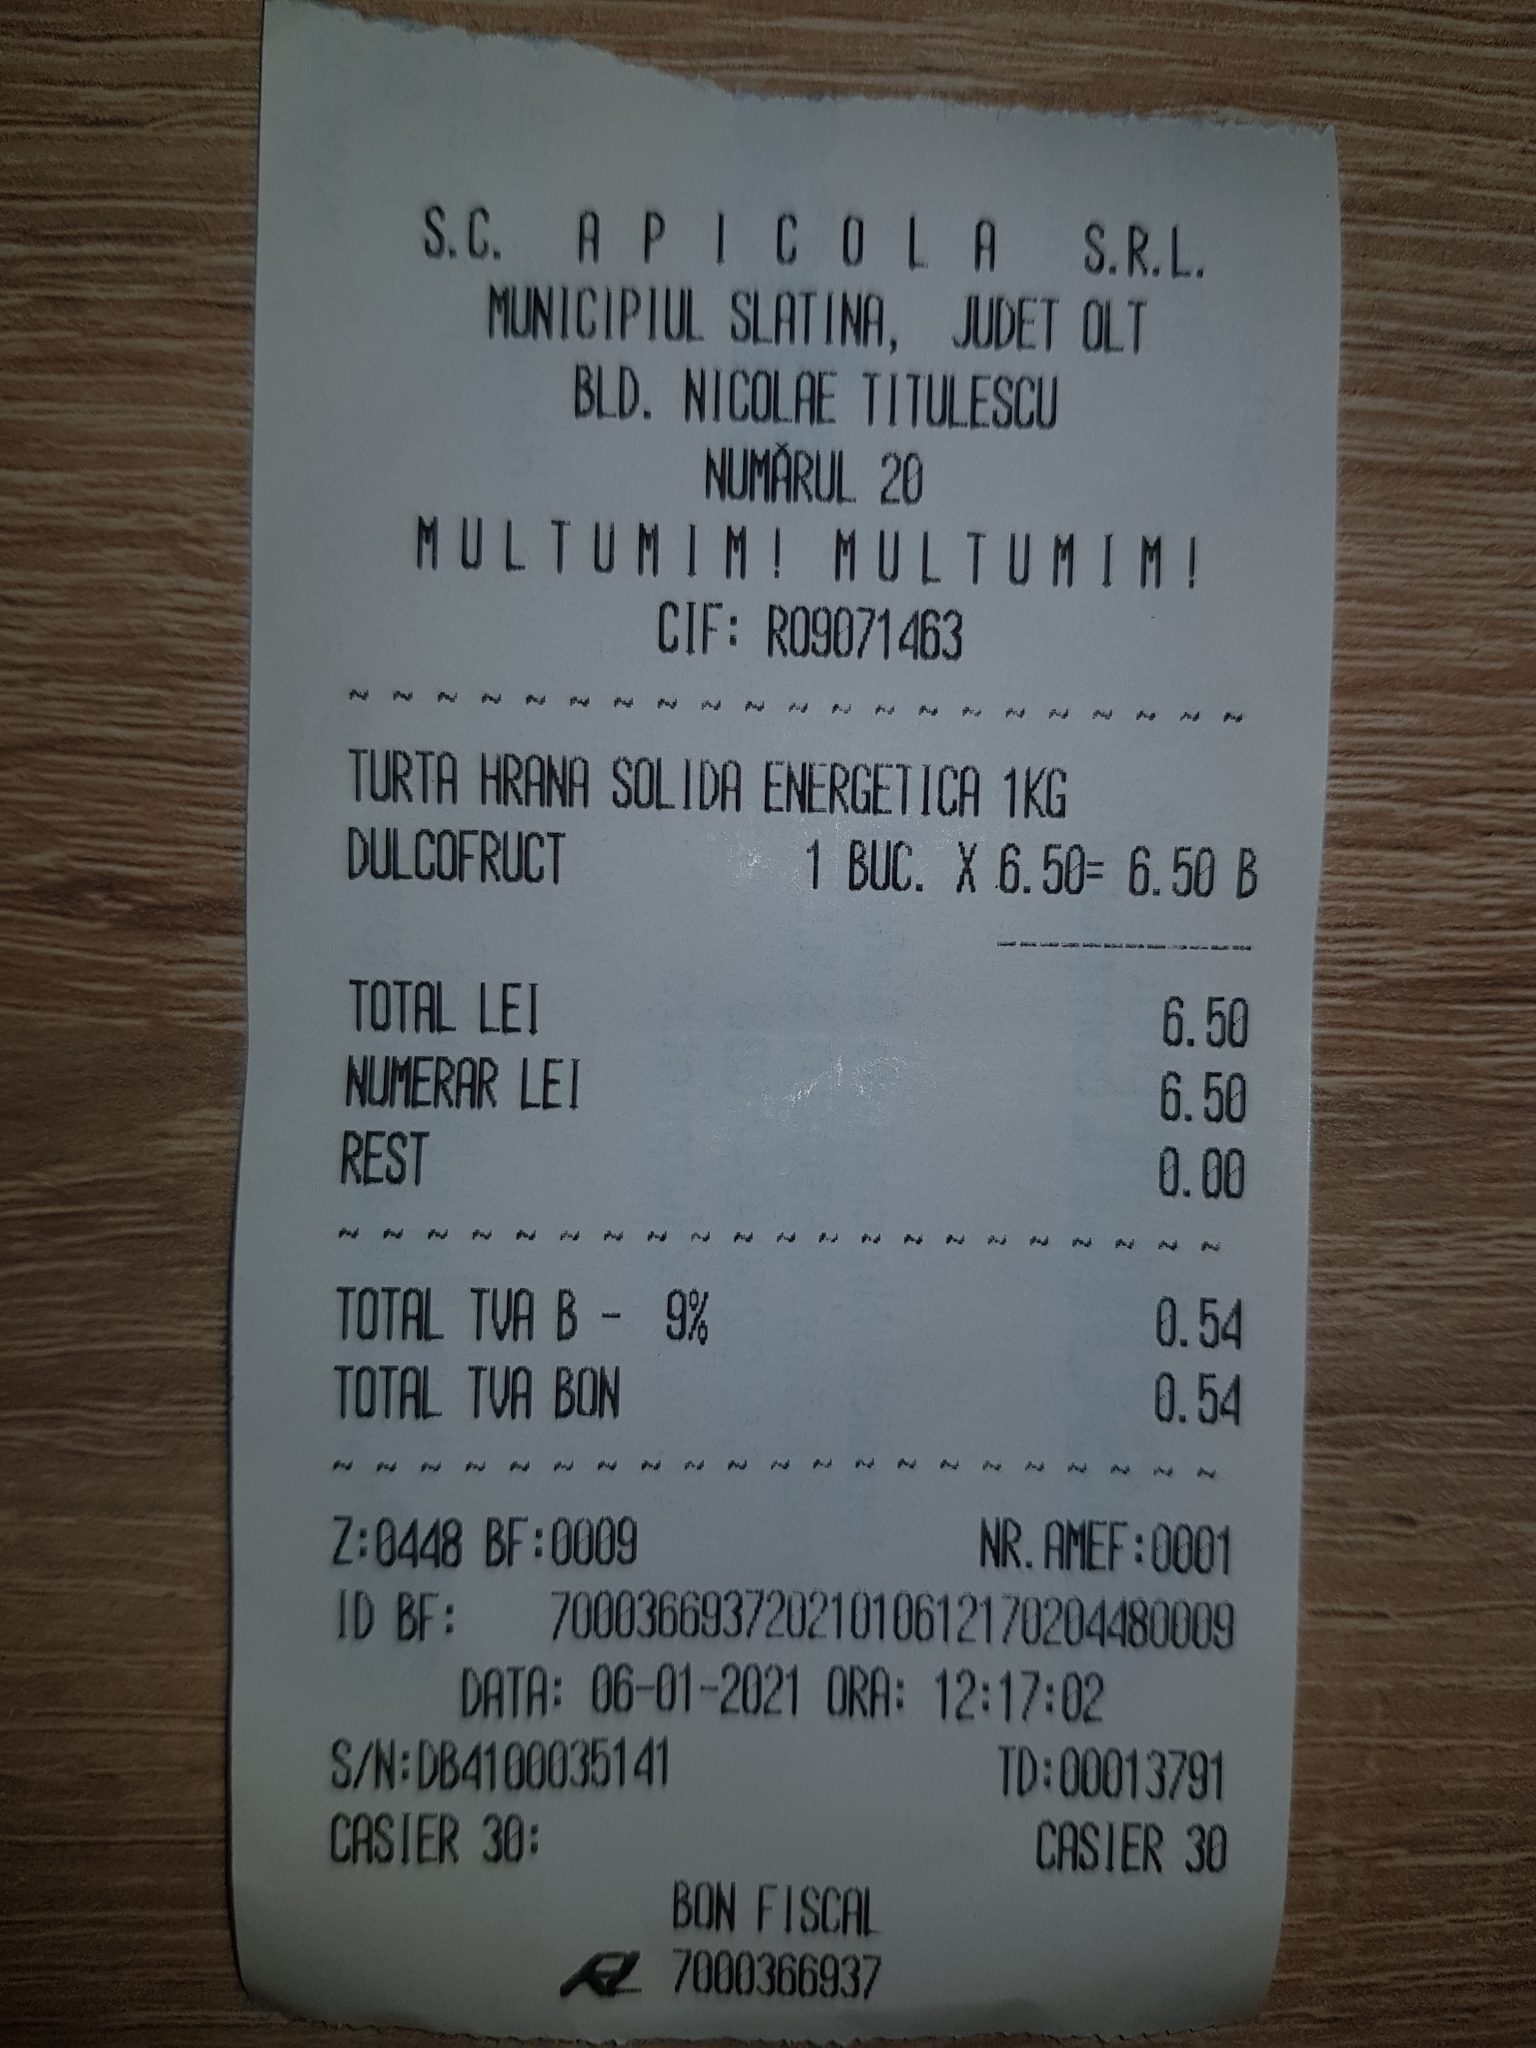 S.C. A P I C O L A S.R.L.
MUNICIPIUL SLATINA, JUDET OLT
BLD. NICOLAE TITULESCU
NUMĂRUL 20
M U L T U M I M ! M U L T U M I M !
CIF: RO9071463
~ ~ ~ ~ ~ ~ ~ ~ ~ ~ ~ ~ ~ ~ ~ ~ ~ ~ ~ ~ ~
TURTA HRANA SOLIDA ENERGETICA 1KG
DULCOFRUCT 1 BUC. X 6.50= 6.50 B
TOTAL LEI 6.50
NUMERAR LEI 6.50
REST 0.00
~ ~ ~ ~ ~ ~ ~ ~ ~ ~ ~ ~ ~ ~ ~ ~ ~ ~ ~ ~ ~
TOTAL TVA B - 9% 0.54
TOTAL TVA BON 0.54
~ ~ ~ ~ ~ ~ ~ ~ ~ ~ ~ ~ ~ ~ ~ ~ ~ ~ ~ ~ ~
Z:0448 BF:0009 NR.AMEF:0001
ID BF: 70003669372021010612170204480009
DATA: 06-01-2021 ORA: 12:17:02
S/N:DB4100035141 TD:00013791
CASIER 30: CASIER 30
BON FISCAL
7000366937